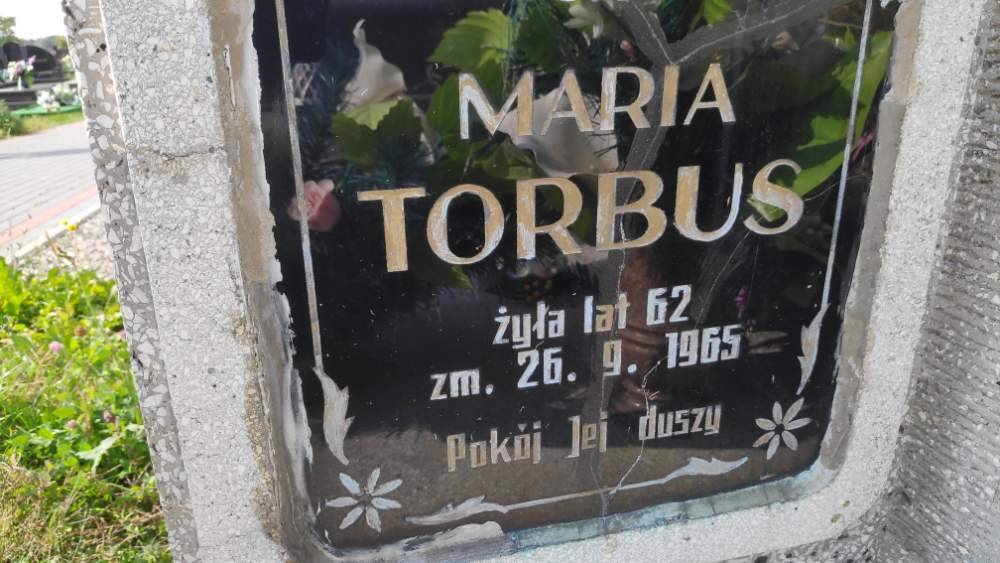 MARIA
TORBUS
żyła lat 62
zm. 26. 9. 1965
Pokój Jej duszy